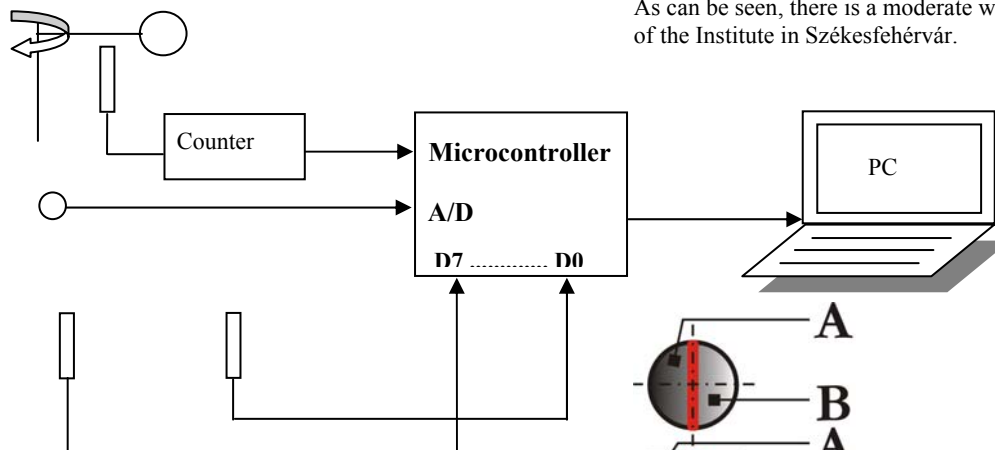 As can be seen, there is a moderate w
of the Institute in Székesfehérvár.
Counter
Microcontroller
A/D
D7 ............. D0
PC
A
B
A